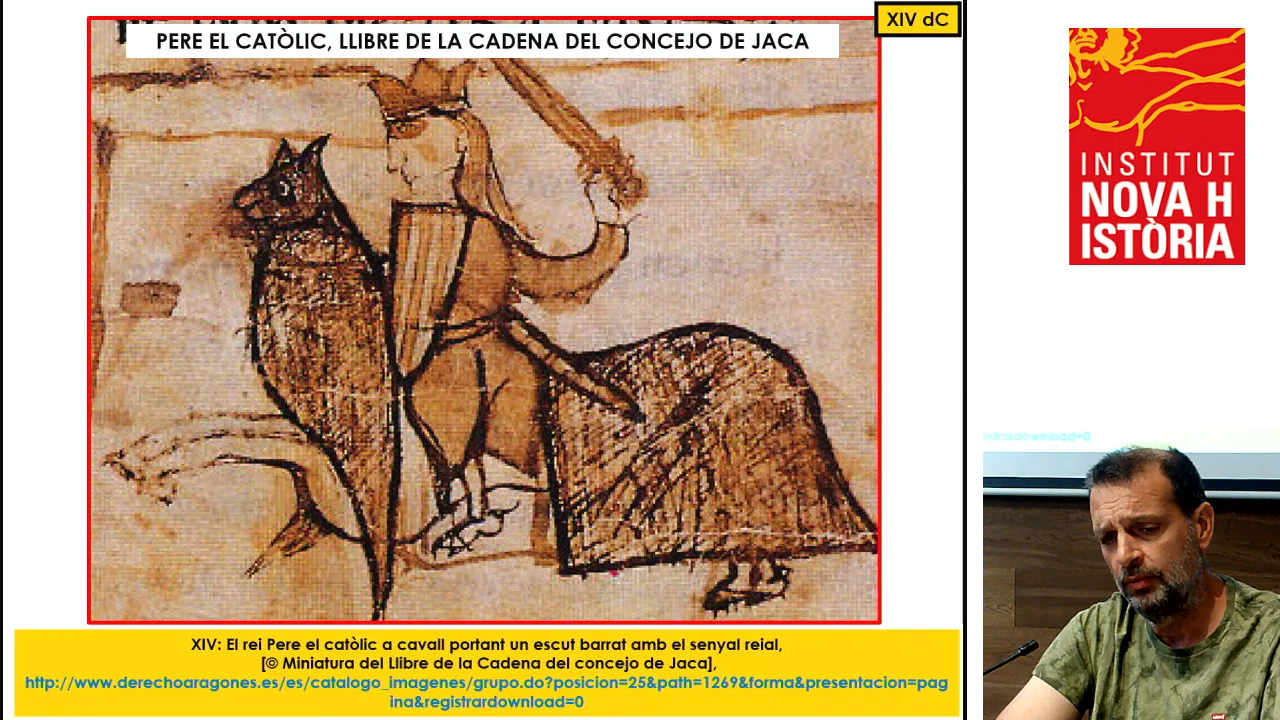 XIV dC
PERE EL CATÒLIC, LLIBRE DE LA CADENA DEL CONCEJO DE JACA
INSTITUT
NOVA H
ISTÒRIA
XIV: El rei Pere el catòlic a cavall portant un escut barrat amb el senyal reial,
[© Miniatura del Llibre de la Cadena del concejo de Jaca],
http://www.derechoaragones.es/es/catalogo_imagenes/grupo.do?posicion=25&path=1269&forma&presentacion=pag
ina&registrardownload=0